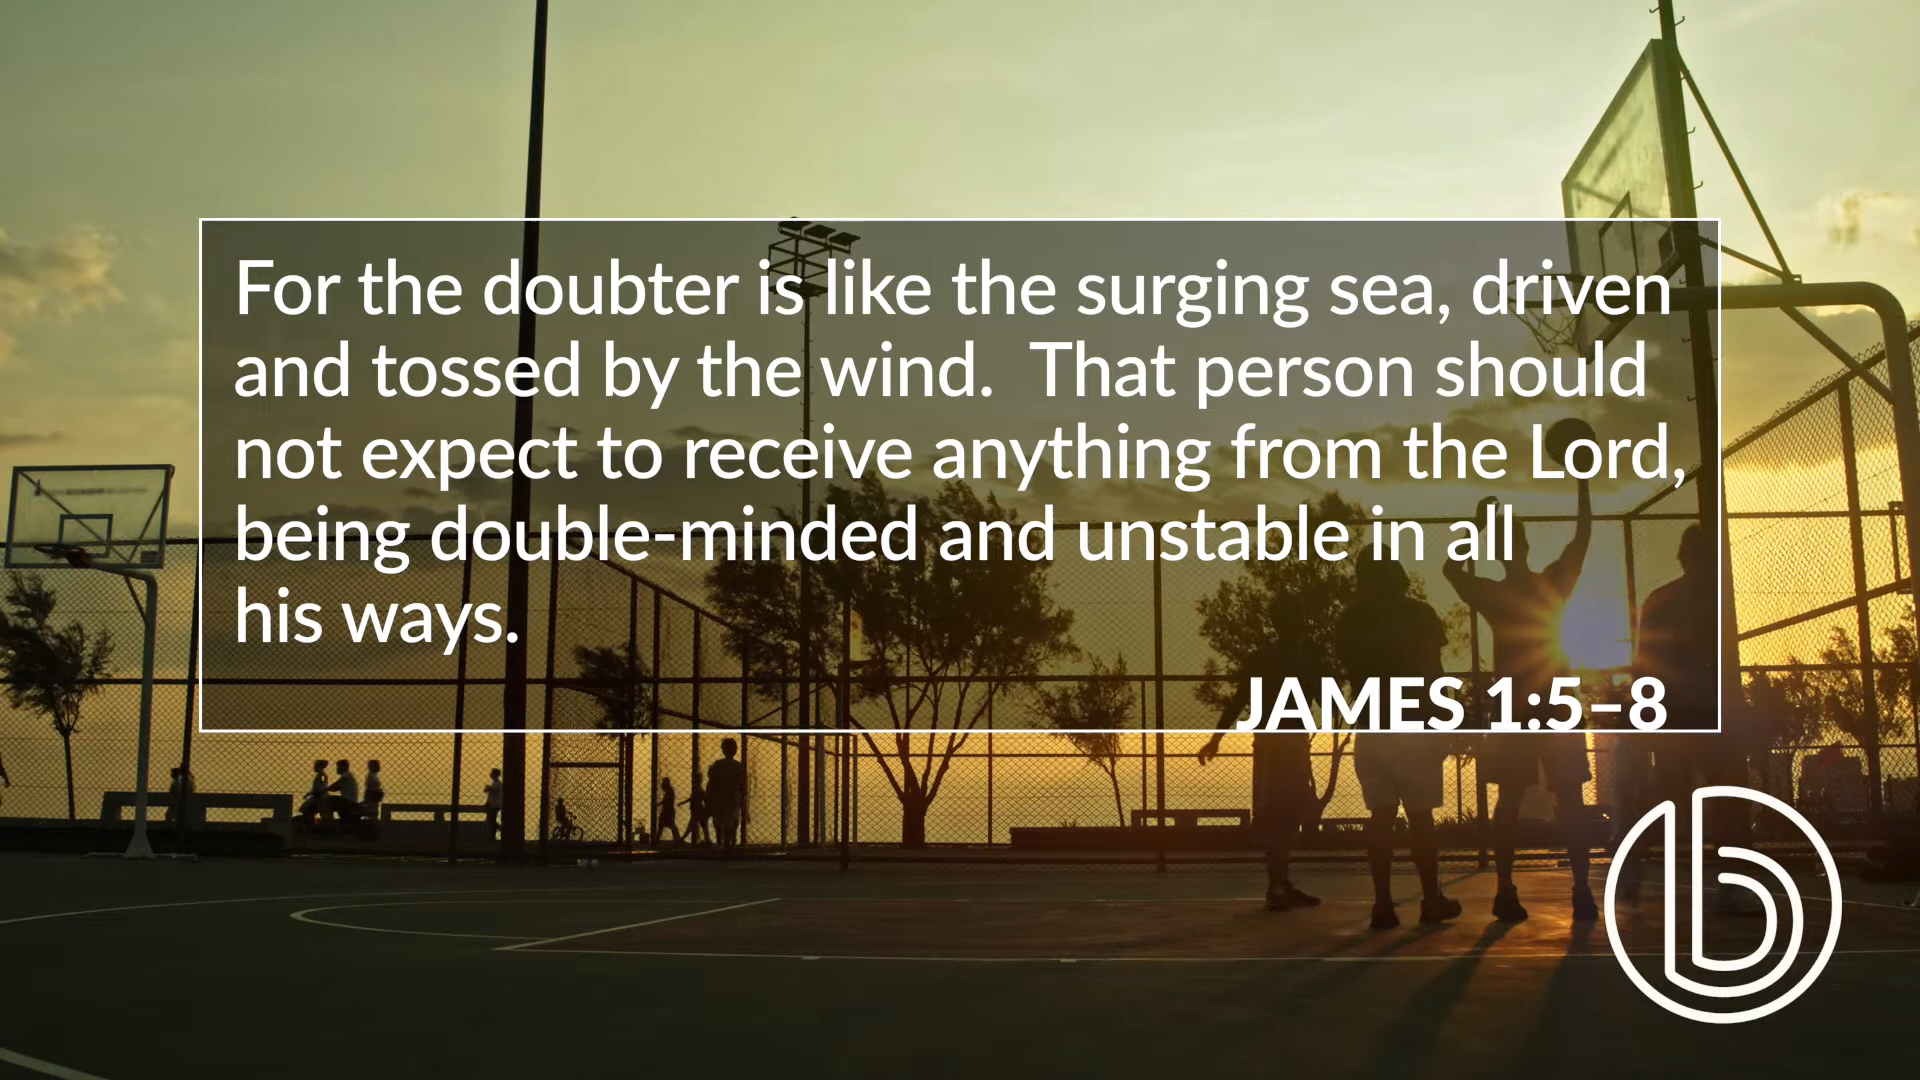 For the doubter is like the surging sea, driven
and tossed by the wind.  That person should
not expect to receive anything from the Lord,
being double-minded and unstable in all
his ways.
JAMES 1:5–8